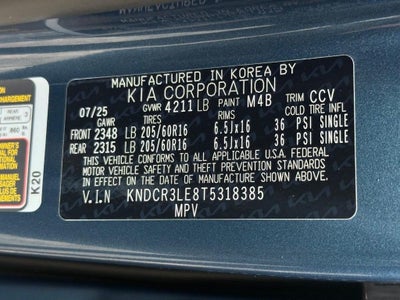 MANUFACTURED IN KOREA BY
KIA CORPORATION
07/25 GVWR 4211 LB PAINT M4B TRIM CCV
GAWR TIRES RIMS COLD TIRE INFL
FRONT 2348 LB 205/60R16 6.5Jx16 36 PSI SINGLE
REAR 2315 LB 205/60R16 6.5Jx16 36 PSI SINGLE
THIS VEHICLE CONFORMS TO ALL APPLICABLE U.S.A. FEDERAL
MOTOR VEHICLE SAFETY AND THEFT PREVENTION STANDARDS
IN EFFECT ON THE DATE OF MANUFACTURE SHOWN ABOVE.
V.I.N KNDCR3LE8T5318385
MPV
K20